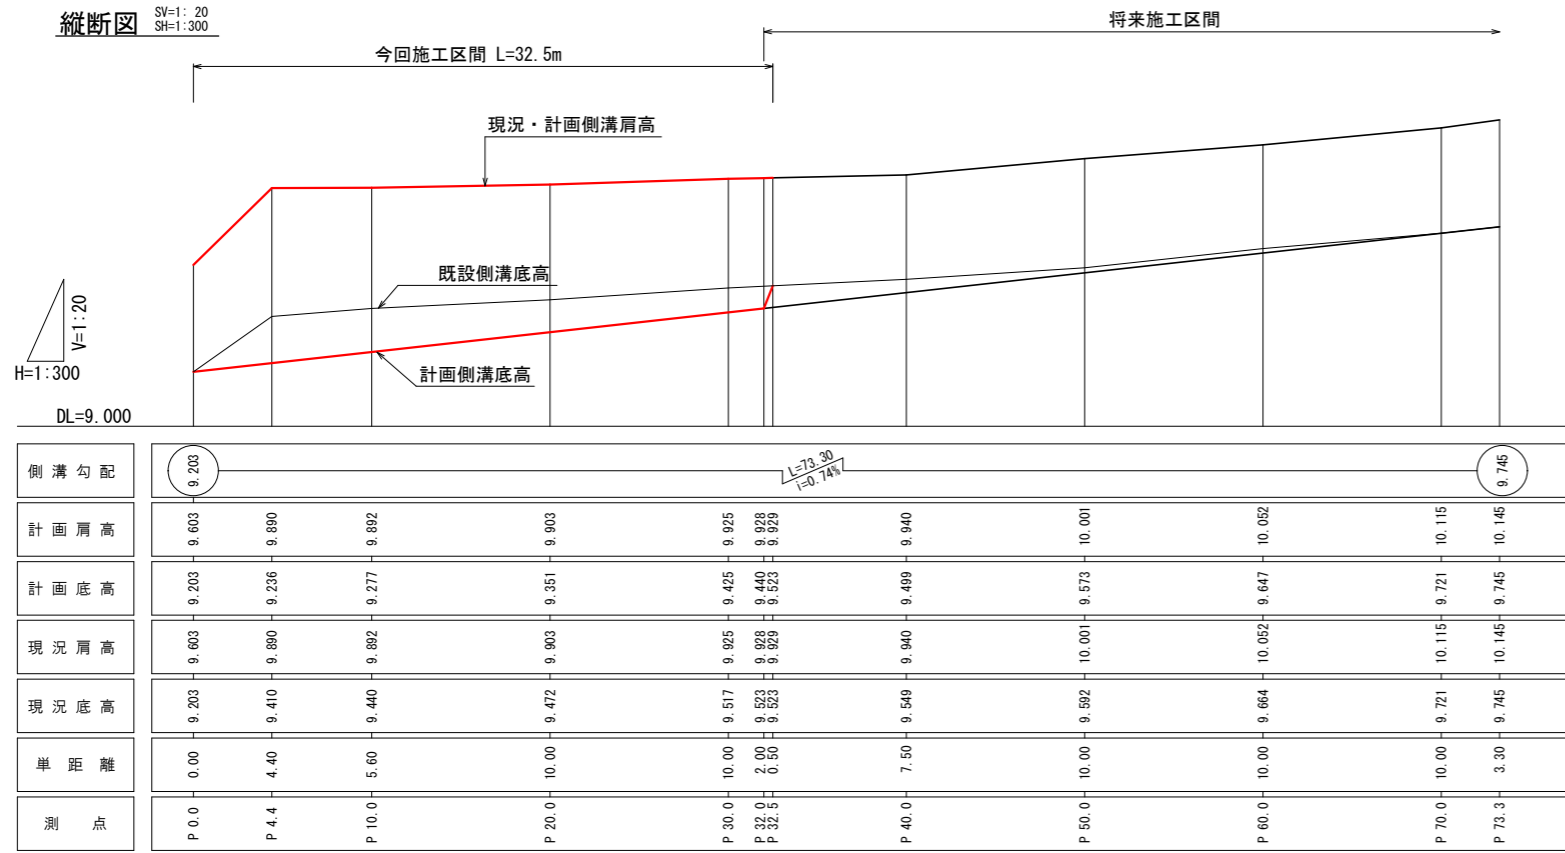 縦断図 SV=1: 20
SH=1:300
将来施工区間
今回施工区間 L=32.5m
現況・計画側溝肩高
既設側溝底高
計画側溝底高
V=1:20
H=1:300
DL=9.000
側溝勾配 9.203 L=73.30 i=0.74% 9.745
計画肩高 9.603 9.890 9.892 9.903 9.925 9.928 9.929 9.940 10.001 10.052 10.115 10.145
計画底高 9.203 9.236 9.277 9.351 9.425 9.440 9.523 9.499 9.573 9.647 9.721 9.745
現況肩高 9.603 9.890 9.892 9.903 9.925 9.928 9.929 9.940 10.001 10.052 10.115 10.145
現況底高 9.203 9.410 9.440 9.472 9.517 9.523 9.523 9.549 9.592 9.664 9.721 9.745
単距離 0.00 4.40 5.60 10.00 10.00 2.00 0.50 7.50 10.00 10.00 10.00 3.30
測点 P 0.0 P 4.4 P 10.0 P 20.0 P 30.0 P 32.0 P 32.5 P 40.0 P 50.0 P 60.0 P 70.0 P 73.3